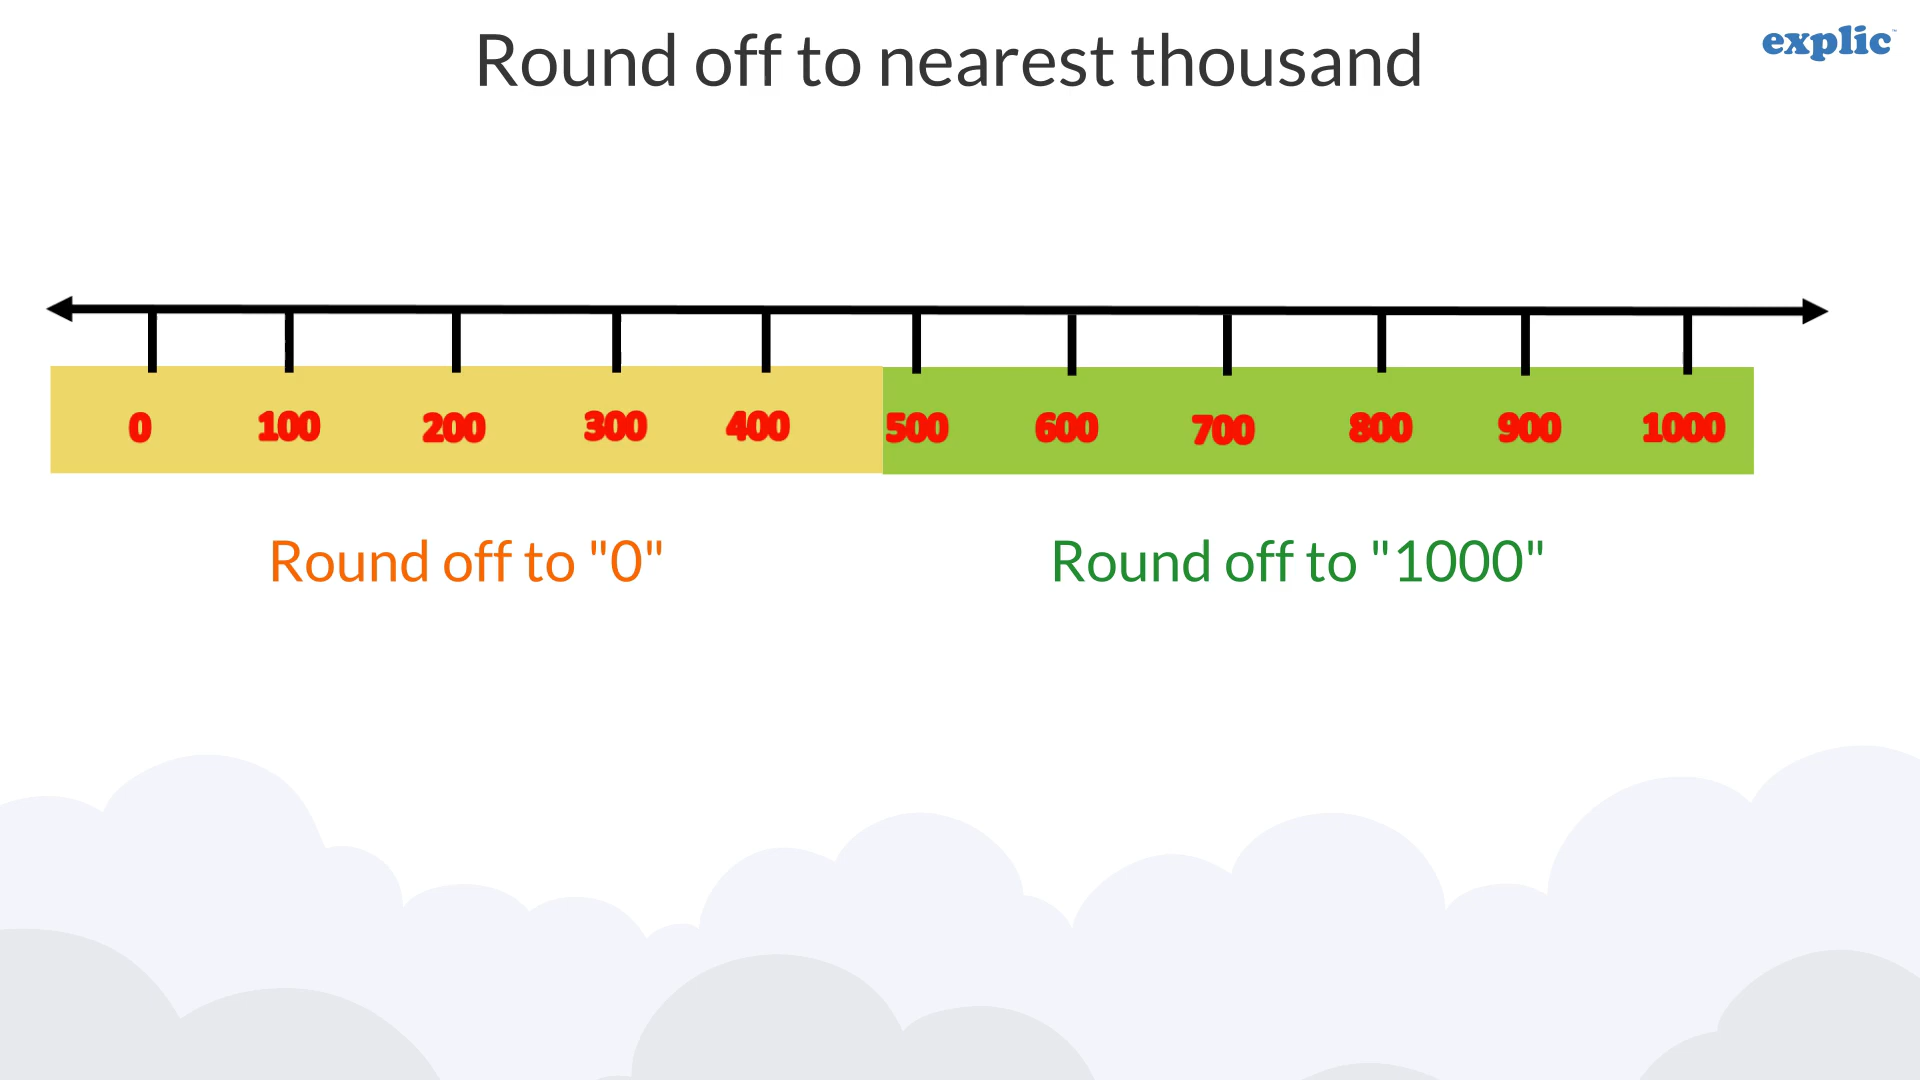 Round off to nearest thousand
explic™
0 100 200 300 400 500 600 700 800 900 1000
Round off to "0" Round off to "1000"